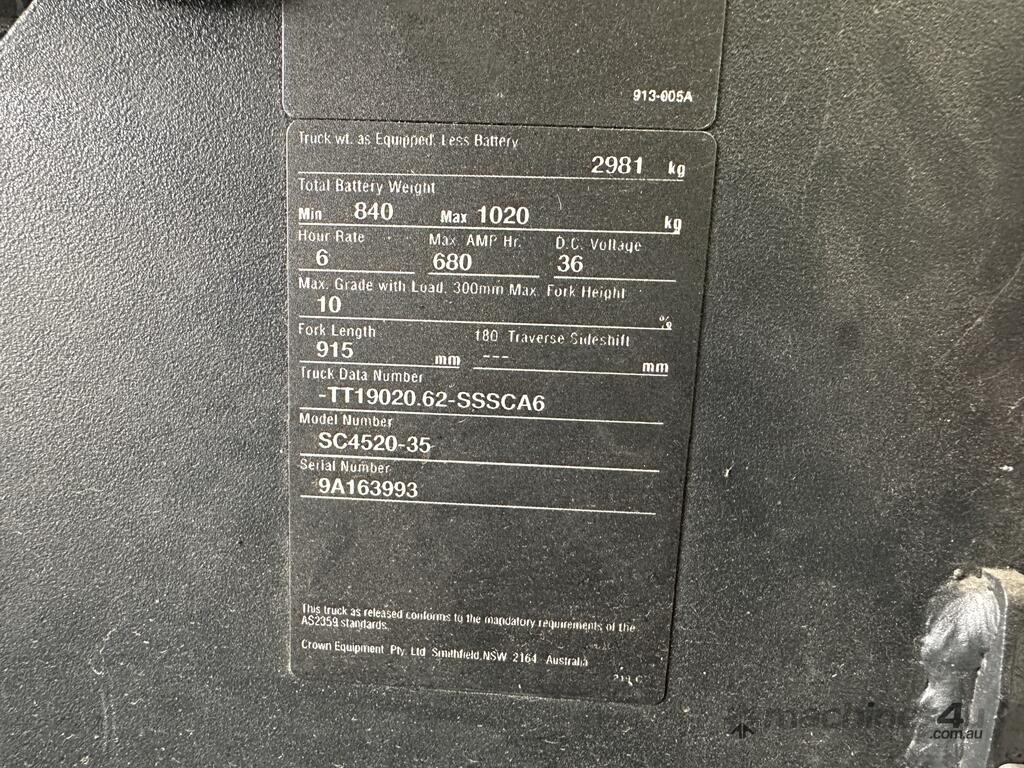 913-005A
Truck wt. as Equipped, Less Battery
2981 kg
Total Battery Weight
Min 840 Max 1020 kg
Hour Rate Max. AMP Hr. D.C. Voltage
6 680 36
Max. Grade with Load, 300mm Max. Fork Height
10 %
Fork Length 180 Traverse Sideshift
915 mm --- mm
Truck Data Number
-TT19020.62-SSSCA6
Model Number
SC4520-35
Serial Number
9A163993
This truck as released conforms to the mandatory requirements of the
AS2359 standards.
Crown Equipment Pty. Ltd Smithfield, NSW 2164 Australia
machines4u
.com.au